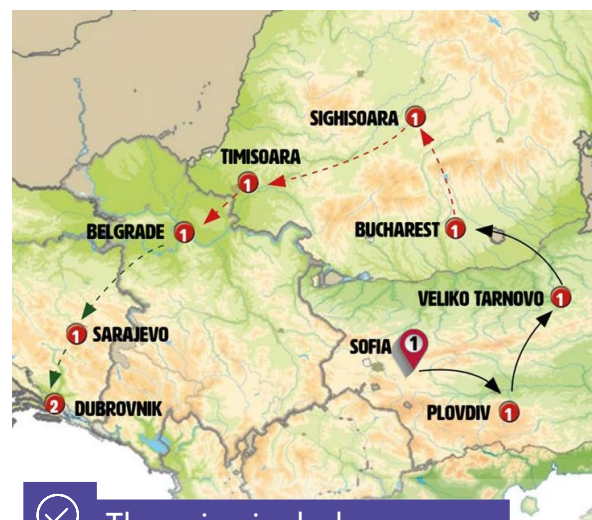 SIGHISOARA 1
TIMISOARA
1
BELGRADE 1
BUCHAREST 1
VELIKO TARNOVO 1
1 SARAJEVO
SOFIA 1
2 DUBROVNIK
PLOVDIV 1